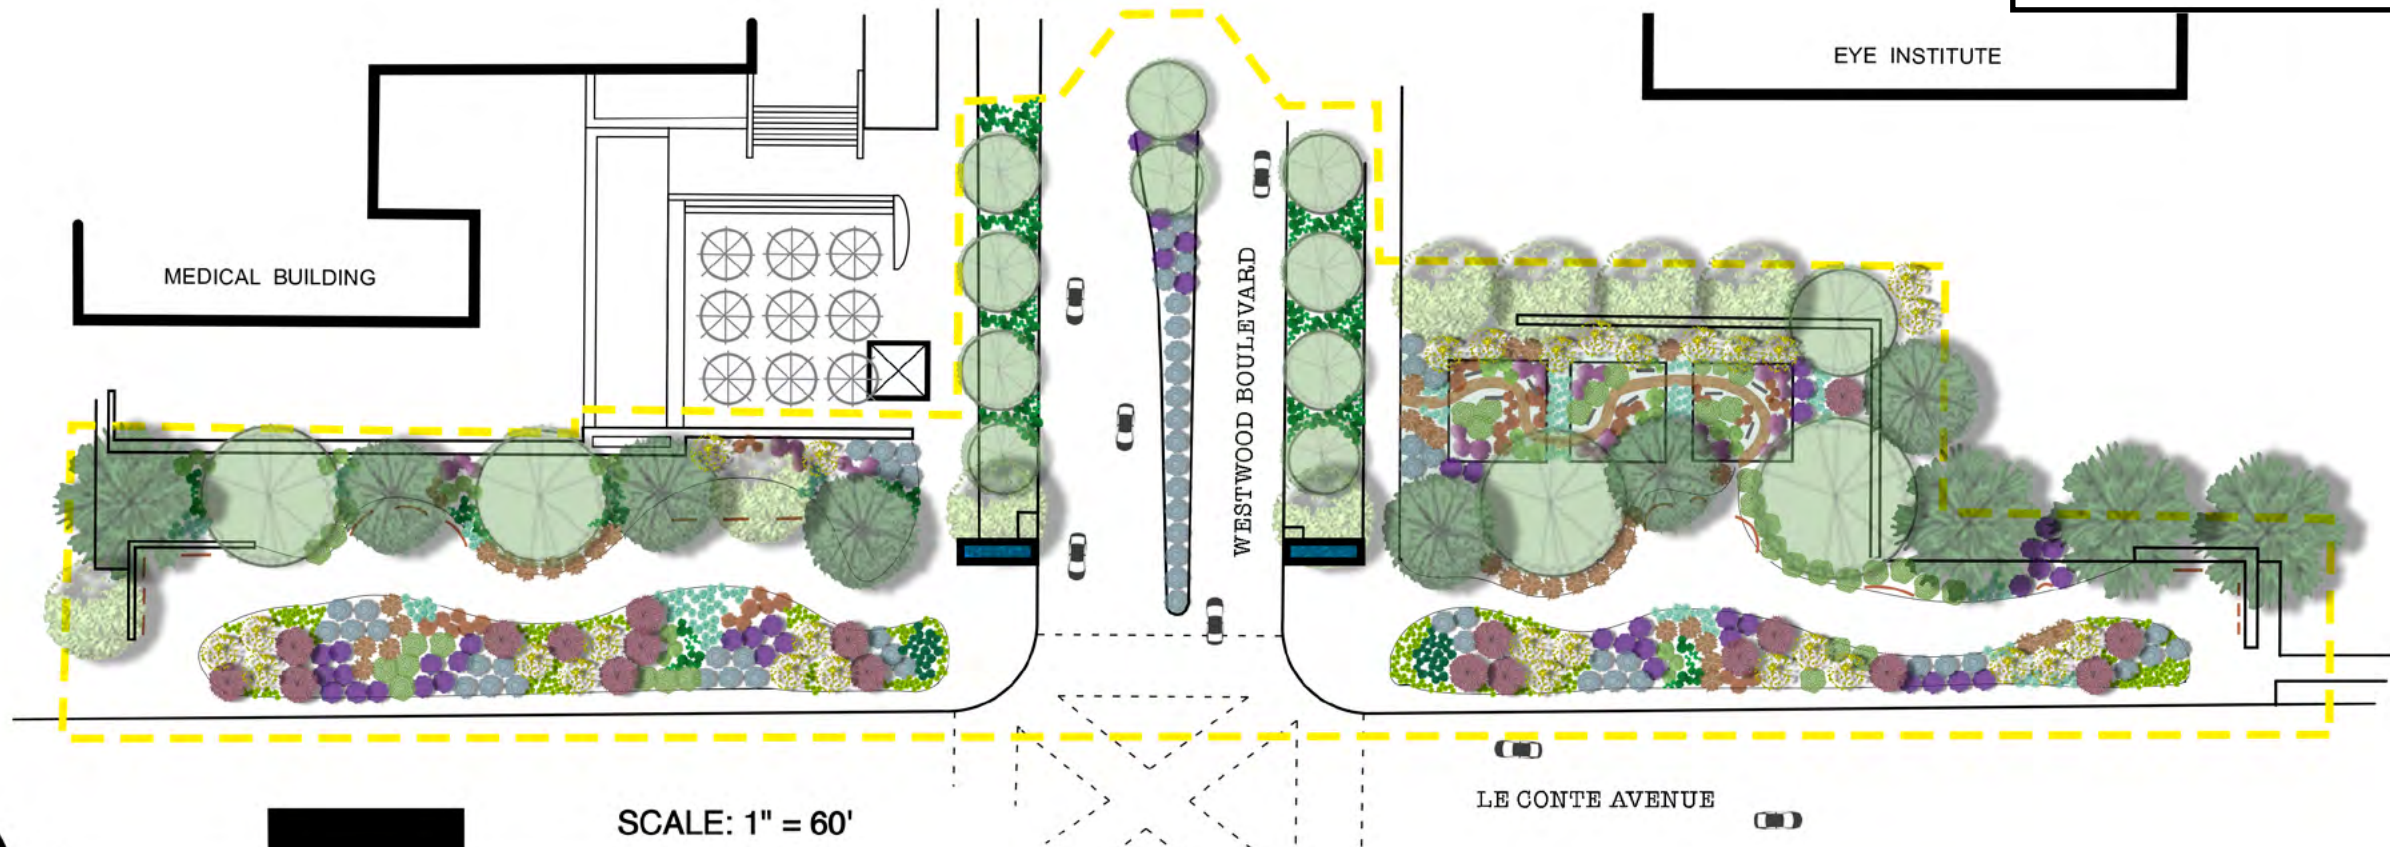 EYE INSTITUTE
MEDICAL BUILDING
WESTWOOD BOULEVARD
LE CONTE AVENUE
SCALE: 1" = 60'